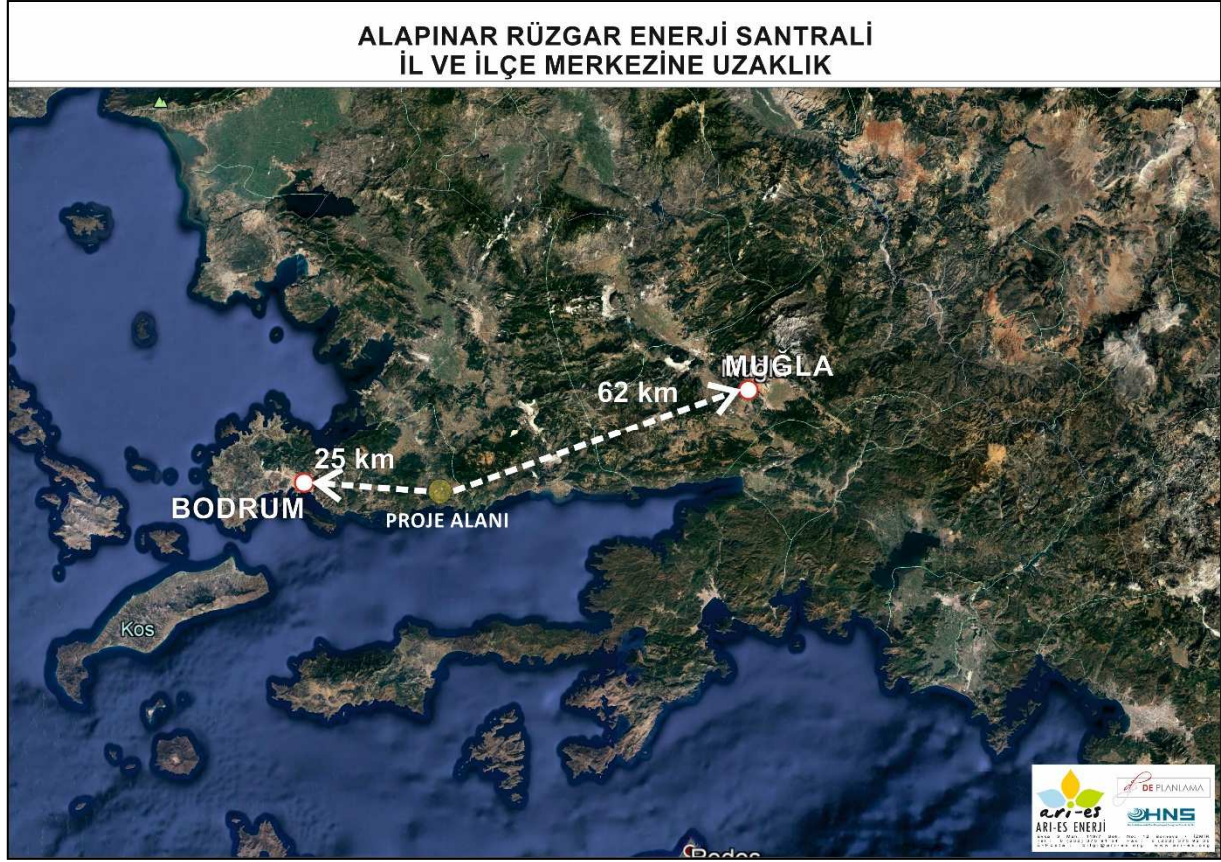 ALAPINAR RÜZGAR ENERJİ SANTRALİ
İL VE İLÇE MERKEZİNE UZAKLIK
MUĞLA
62 km
25 km
BODRUM
PROJE ALANI
Kos
Rodos
ari-es
ARI-ES ENERJİ
DE PLANLAMA
HNS